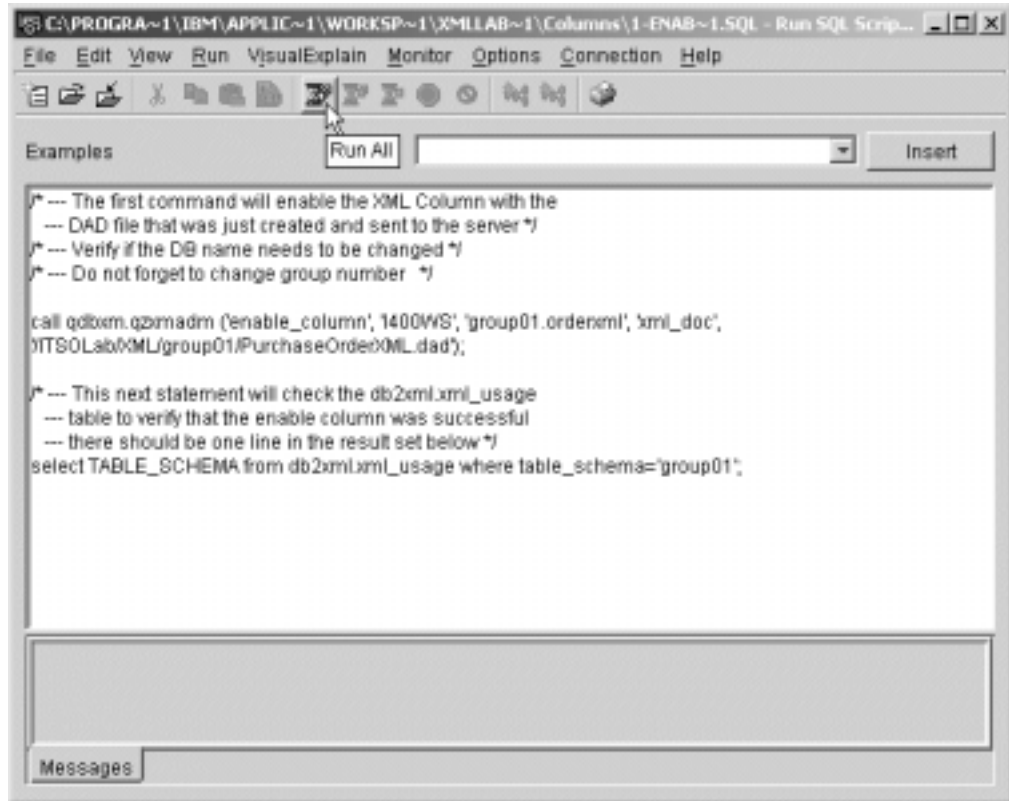 C:\PROGRA~1\IBM\APPLIC~1\WORKSP~1\XMLLAB~1\Columns\1-ENAB~1.SQL - Run SQL Scrip...
File Edit View Run VisualExplain Monitor Options Connection Help
Run All
Examples
Insert
/* --- The first command will enable the XML Column with the
--- DAD file that was just created and sent to the server */
/* --- Verify if the DB name needs to be changed */
/* --- Do not forget to change group number */
call qdbxm.qzxmadm ('enable_column', '1400WS', 'group01.orderxml', 'xml_doc',
'/ITSOLab/XML/group01/PurchaseOrderXML.dad');
/* --- This next statement will check the db2xml.xml_usage
--- table to verify that the enable column was successful
--- there should be one line in the result set below */
select TABLE_SCHEMA from db2xml.xml_usage where table_schema='group01';
Messages